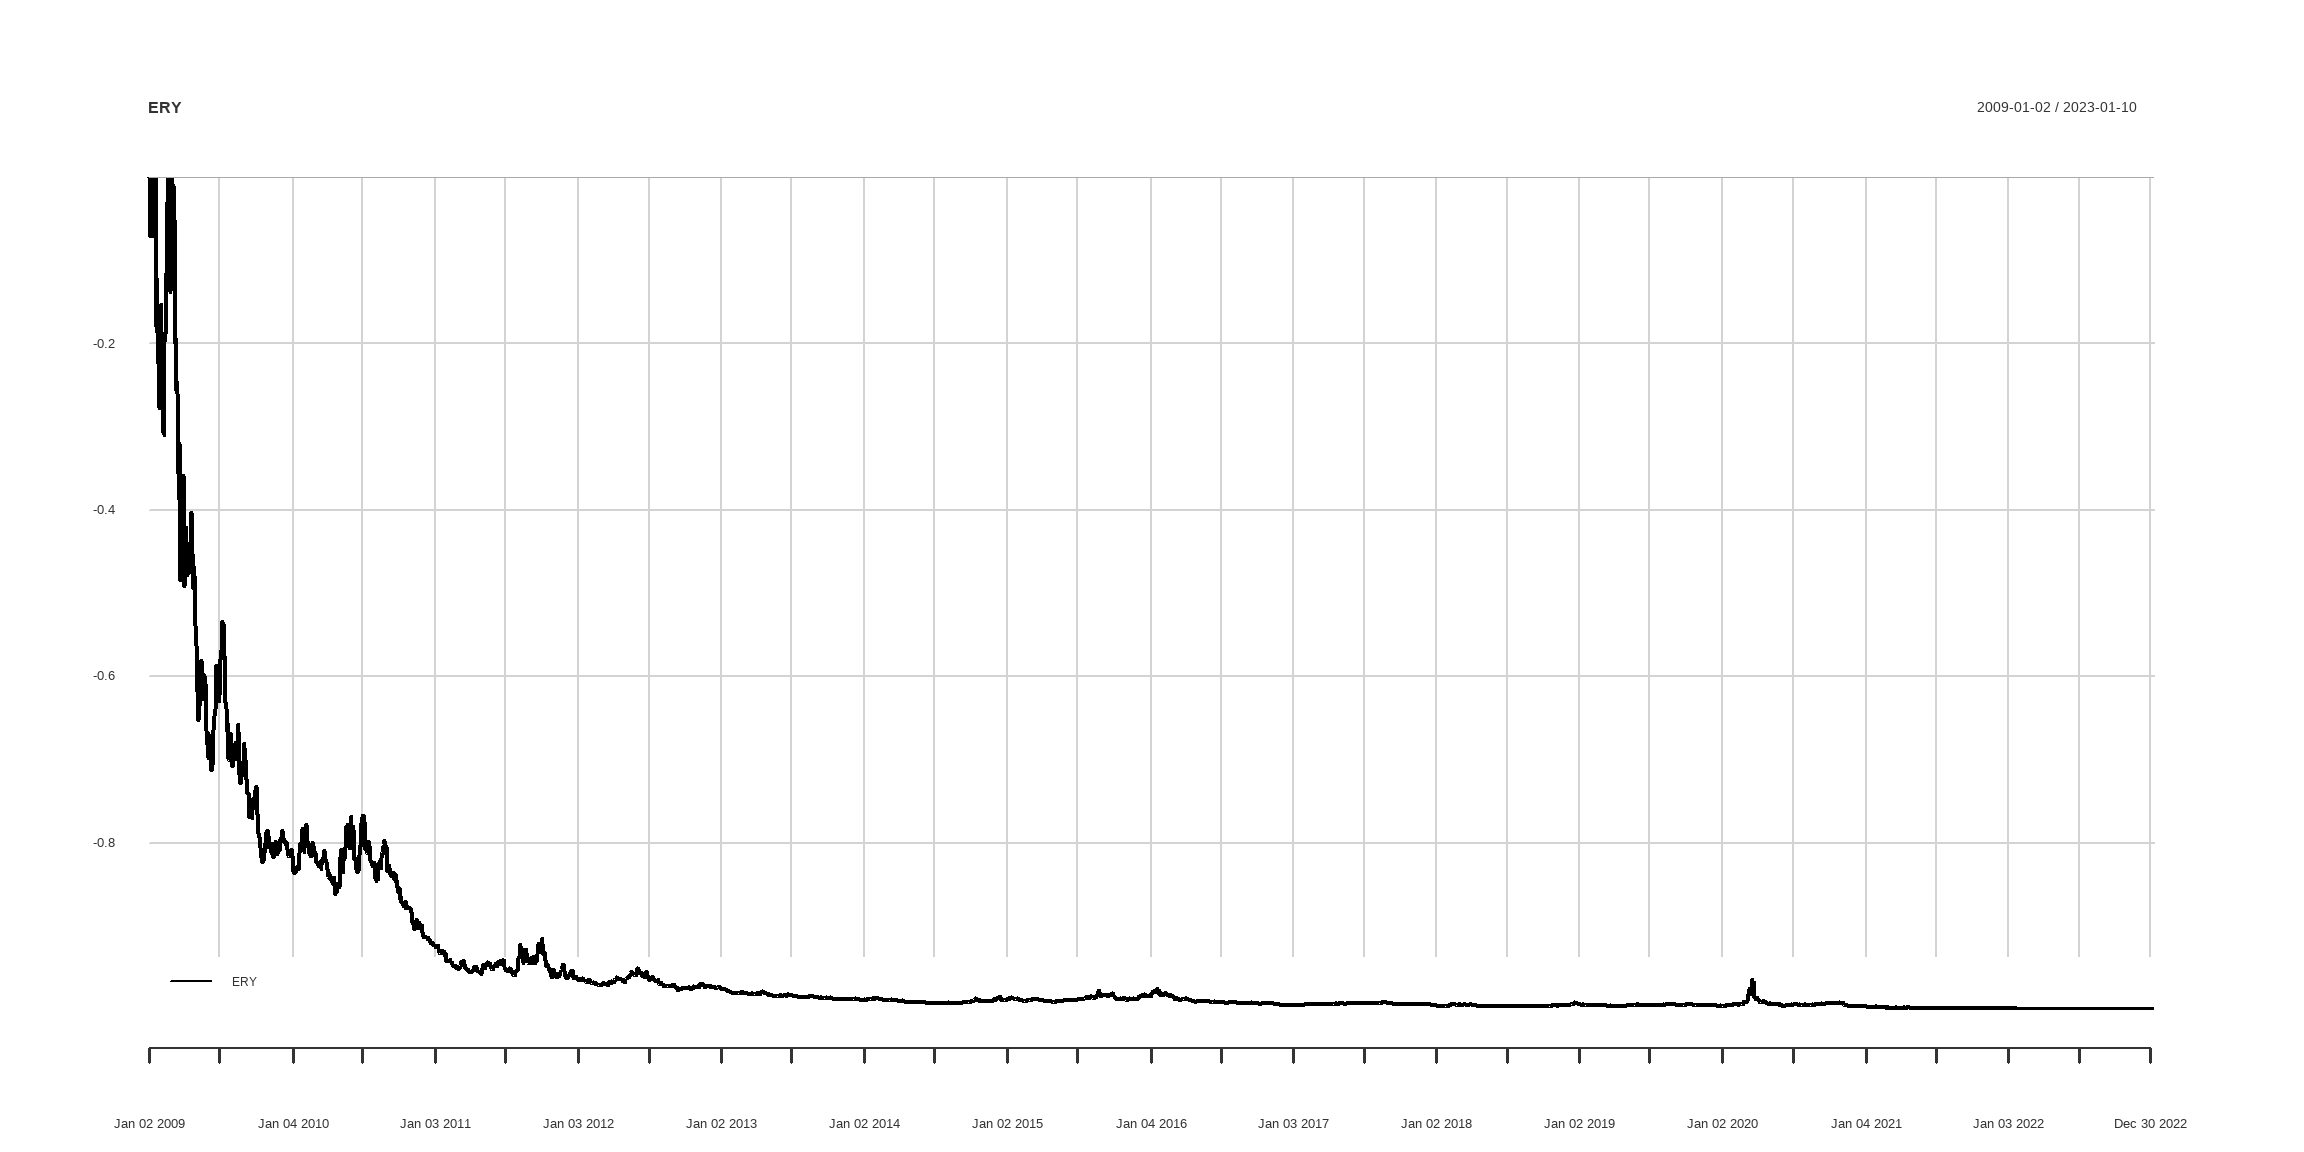 ERY
2009-01-02 / 2023-01-10
-0.2
-0.4
-0.6
-0.8
ERY
Jan 02 2009
Jan 04 2010
Jan 03 2011
Jan 03 2012
Jan 02 2013
Jan 02 2014
Jan 02 2015
Jan 04 2016
Jan 03 2017
Jan 02 2018
Jan 02 2019
Jan 02 2020
Jan 04 2021
Jan 03 2022
Dec 30 2022